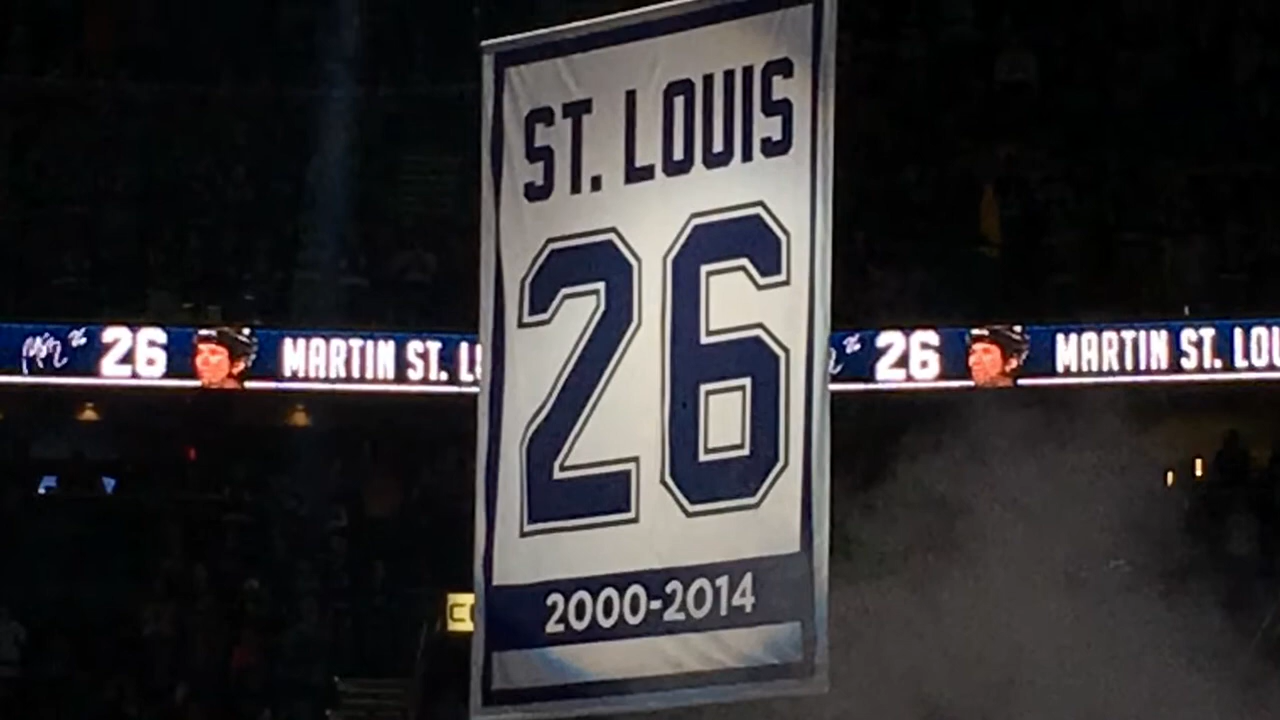 ST. LOUIS
26
26 MARTIN ST. L
26 MARTIN ST. LOU
2000-2014